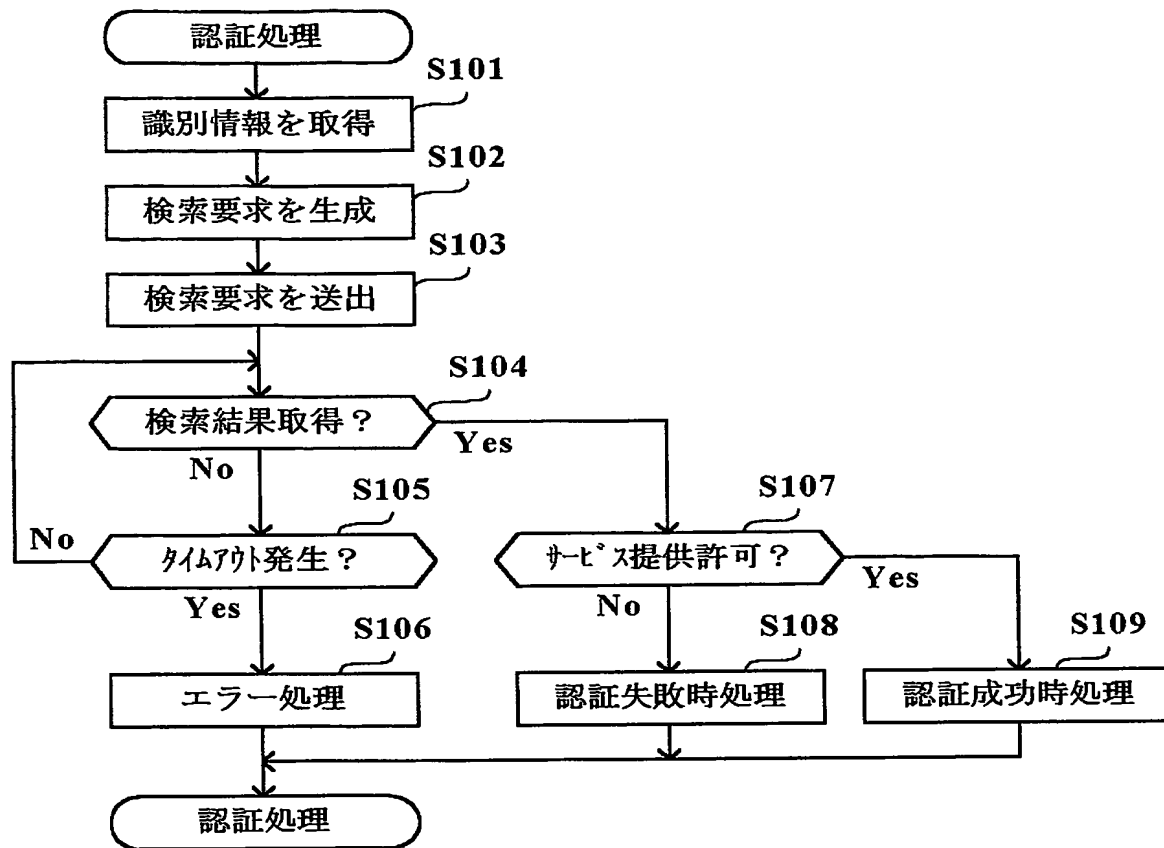 認証処理
S101
識別情報を取得
S102
検索要求を生成
S103
検索要求を送出
S104
検索結果取得？
Yes
No
S105
ﾀｲﾑｱｳﾄ発生？
No
Yes
S107
ｻｰﾋﾞｽ提供許可？
Yes
No
S106
エラー処理
S108
認証失敗時処理
S109
認証成功時処理
認証処理